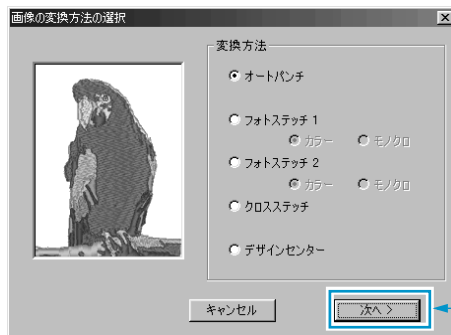 画像の変換方法の選択
変換方法
オートパンチ
フォトステッチ 1
カラー モノクロ
フォトステッチ 2
カラー モノクロ
クロスステッチ
デザインセンター
キャンセル 次へ >